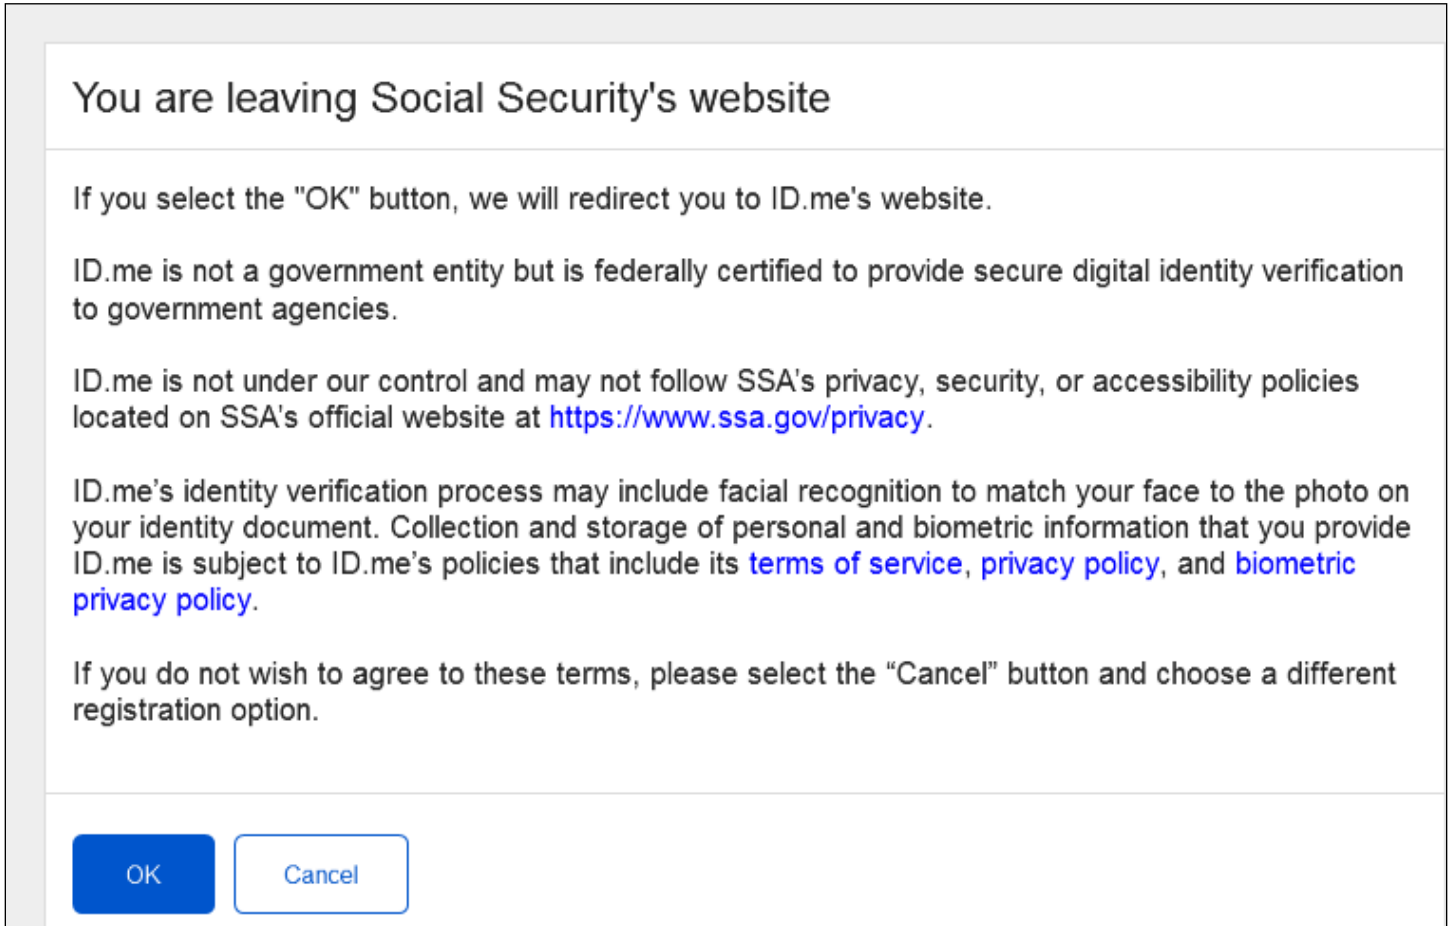 You are leaving Social Security's website
If you select the "OK" button, we will redirect you to ID.me's website.
ID.me is not a government entity but is federally certified to provide secure digital identity verification
to government agencies.
ID.me is not under our control and may not follow SSA's privacy, security, or accessibility policies
located on SSA's official website at https://www.ssa.gov/privacy.
ID.me’s identity verification process may include facial recognition to match your face to the photo on
your identity document. Collection and storage of personal and biometric information that you provide
ID.me is subject to ID.me’s policies that include its terms of service, privacy policy, and biometric
privacy policy.
If you do not wish to agree to these terms, please select the “Cancel” button and choose a different
registration option.
OK
Cancel